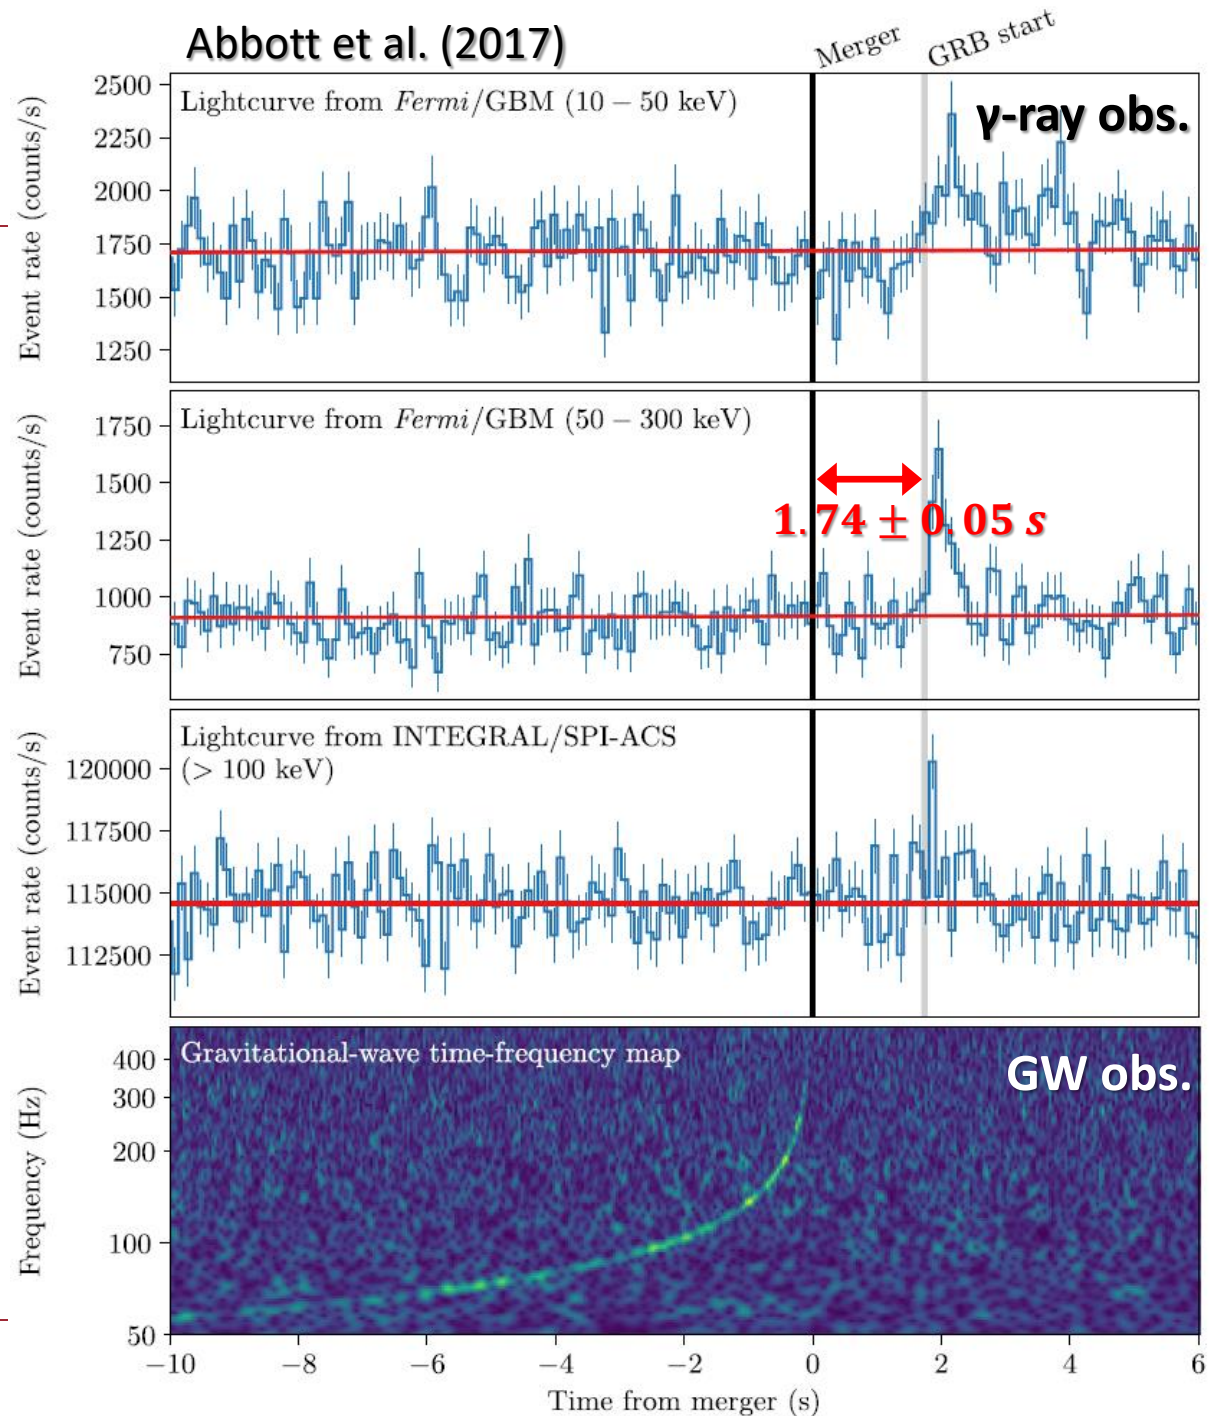 Abbott et al. (2017)
Merger
GRB start
Event rate (counts/s)
2500
2250
2000
1750
1500
1250
Lightcurve from Fermi/GBM (10 – 50 keV)
γ-ray obs.
Event rate (counts/s)
1750
1500
1250
1000
750
Lightcurve from Fermi/GBM (50 – 300 keV)
1.74 ± 0.05 s
Event rate (counts/s)
120000
117500
115000
112500
Lightcurve from INTEGRAL/SPI-ACS
(> 100 keV)
Frequency (Hz)
400
300
200
100
50
Gravitational-wave time-frequency map
GW obs.
−10 −8 −6 −4 −2 0 2 4 6
Time from merger (s)